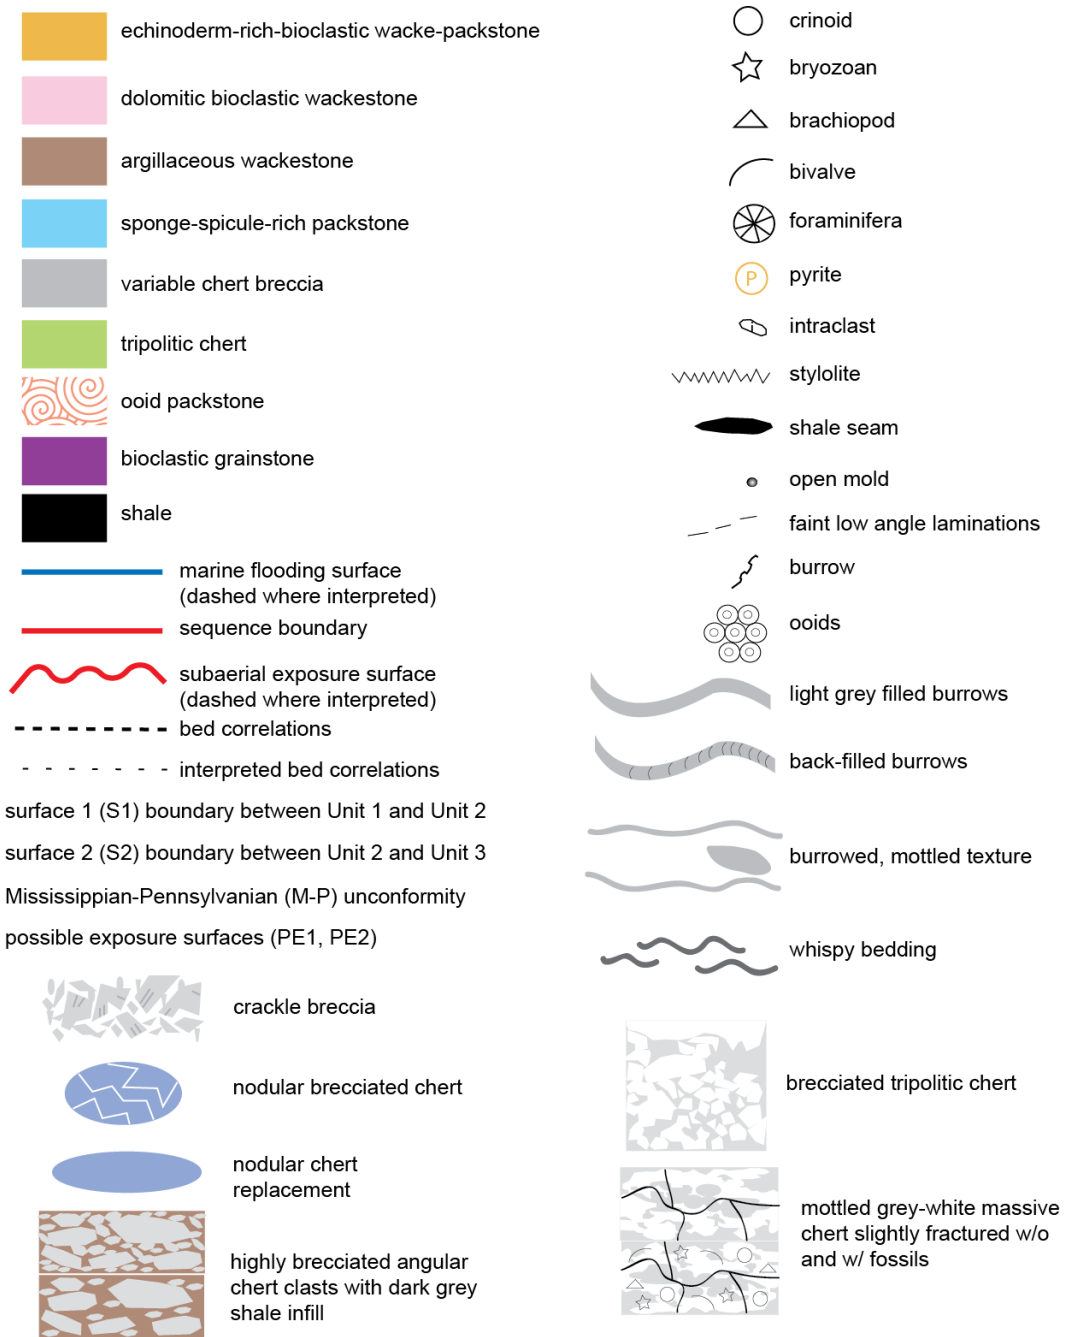 echinoderm-rich-bioclastic wacke-packstone
dolomitic bioclastic wackestone
argillaceous wackestone
sponge-spicule-rich packstone
variable chert breccia
tripolitic chert
ooid packstone
bioclastic grainstone
shale
marine flooding surface
(dashed where interpreted)
sequence boundary
subaerial exposure surface
(dashed where interpreted)
bed correlations
interpreted bed correlations
surface 1 (S1) boundary between Unit 1 and Unit 2
surface 2 (S2) boundary between Unit 2 and Unit 3
Mississippian-Pennsylvanian (M-P) unconformity
possible exposure surfaces (PE1, PE2)
crackle breccia
nodular brecciated chert
nodular chert
replacement
highly brecciated angular
chert clasts with dark grey
shale infill
crinoid
bryozoan
brachiopod
bivalve
foraminifera
P pyrite
intraclast
stylolite
shale seam
open mold
faint low angle laminations
burrow
ooids
light grey filled burrows
back-filled burrows
burrowed, mottled texture
whispy bedding
brecciated tripolitic chert
mottled grey-white massive
chert slightly fractured w/o
and w/ fossils